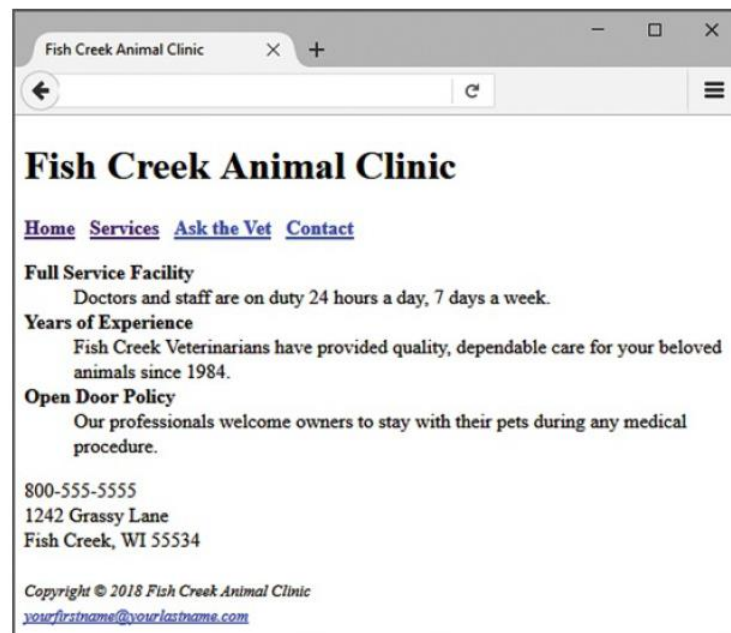 Fish Creek Animal Clinic
Fish Creek Animal Clinic
Home Services Ask the Vet Contact
Full Service Facility
Doctors and staff are on duty 24 hours a day, 7 days a week.
Years of Experience
Fish Creek Veterinarians have provided quality, dependable care for your beloved
animals since 1984.
Open Door Policy
Our professionals welcome owners to stay with their pets during any medical
procedure.
800-555-5555
1242 Grassy Lane
Fish Creek, WI 55534
Copyright © 2018 Fish Creek Animal Clinic
yourfirstname@yourlastname.com